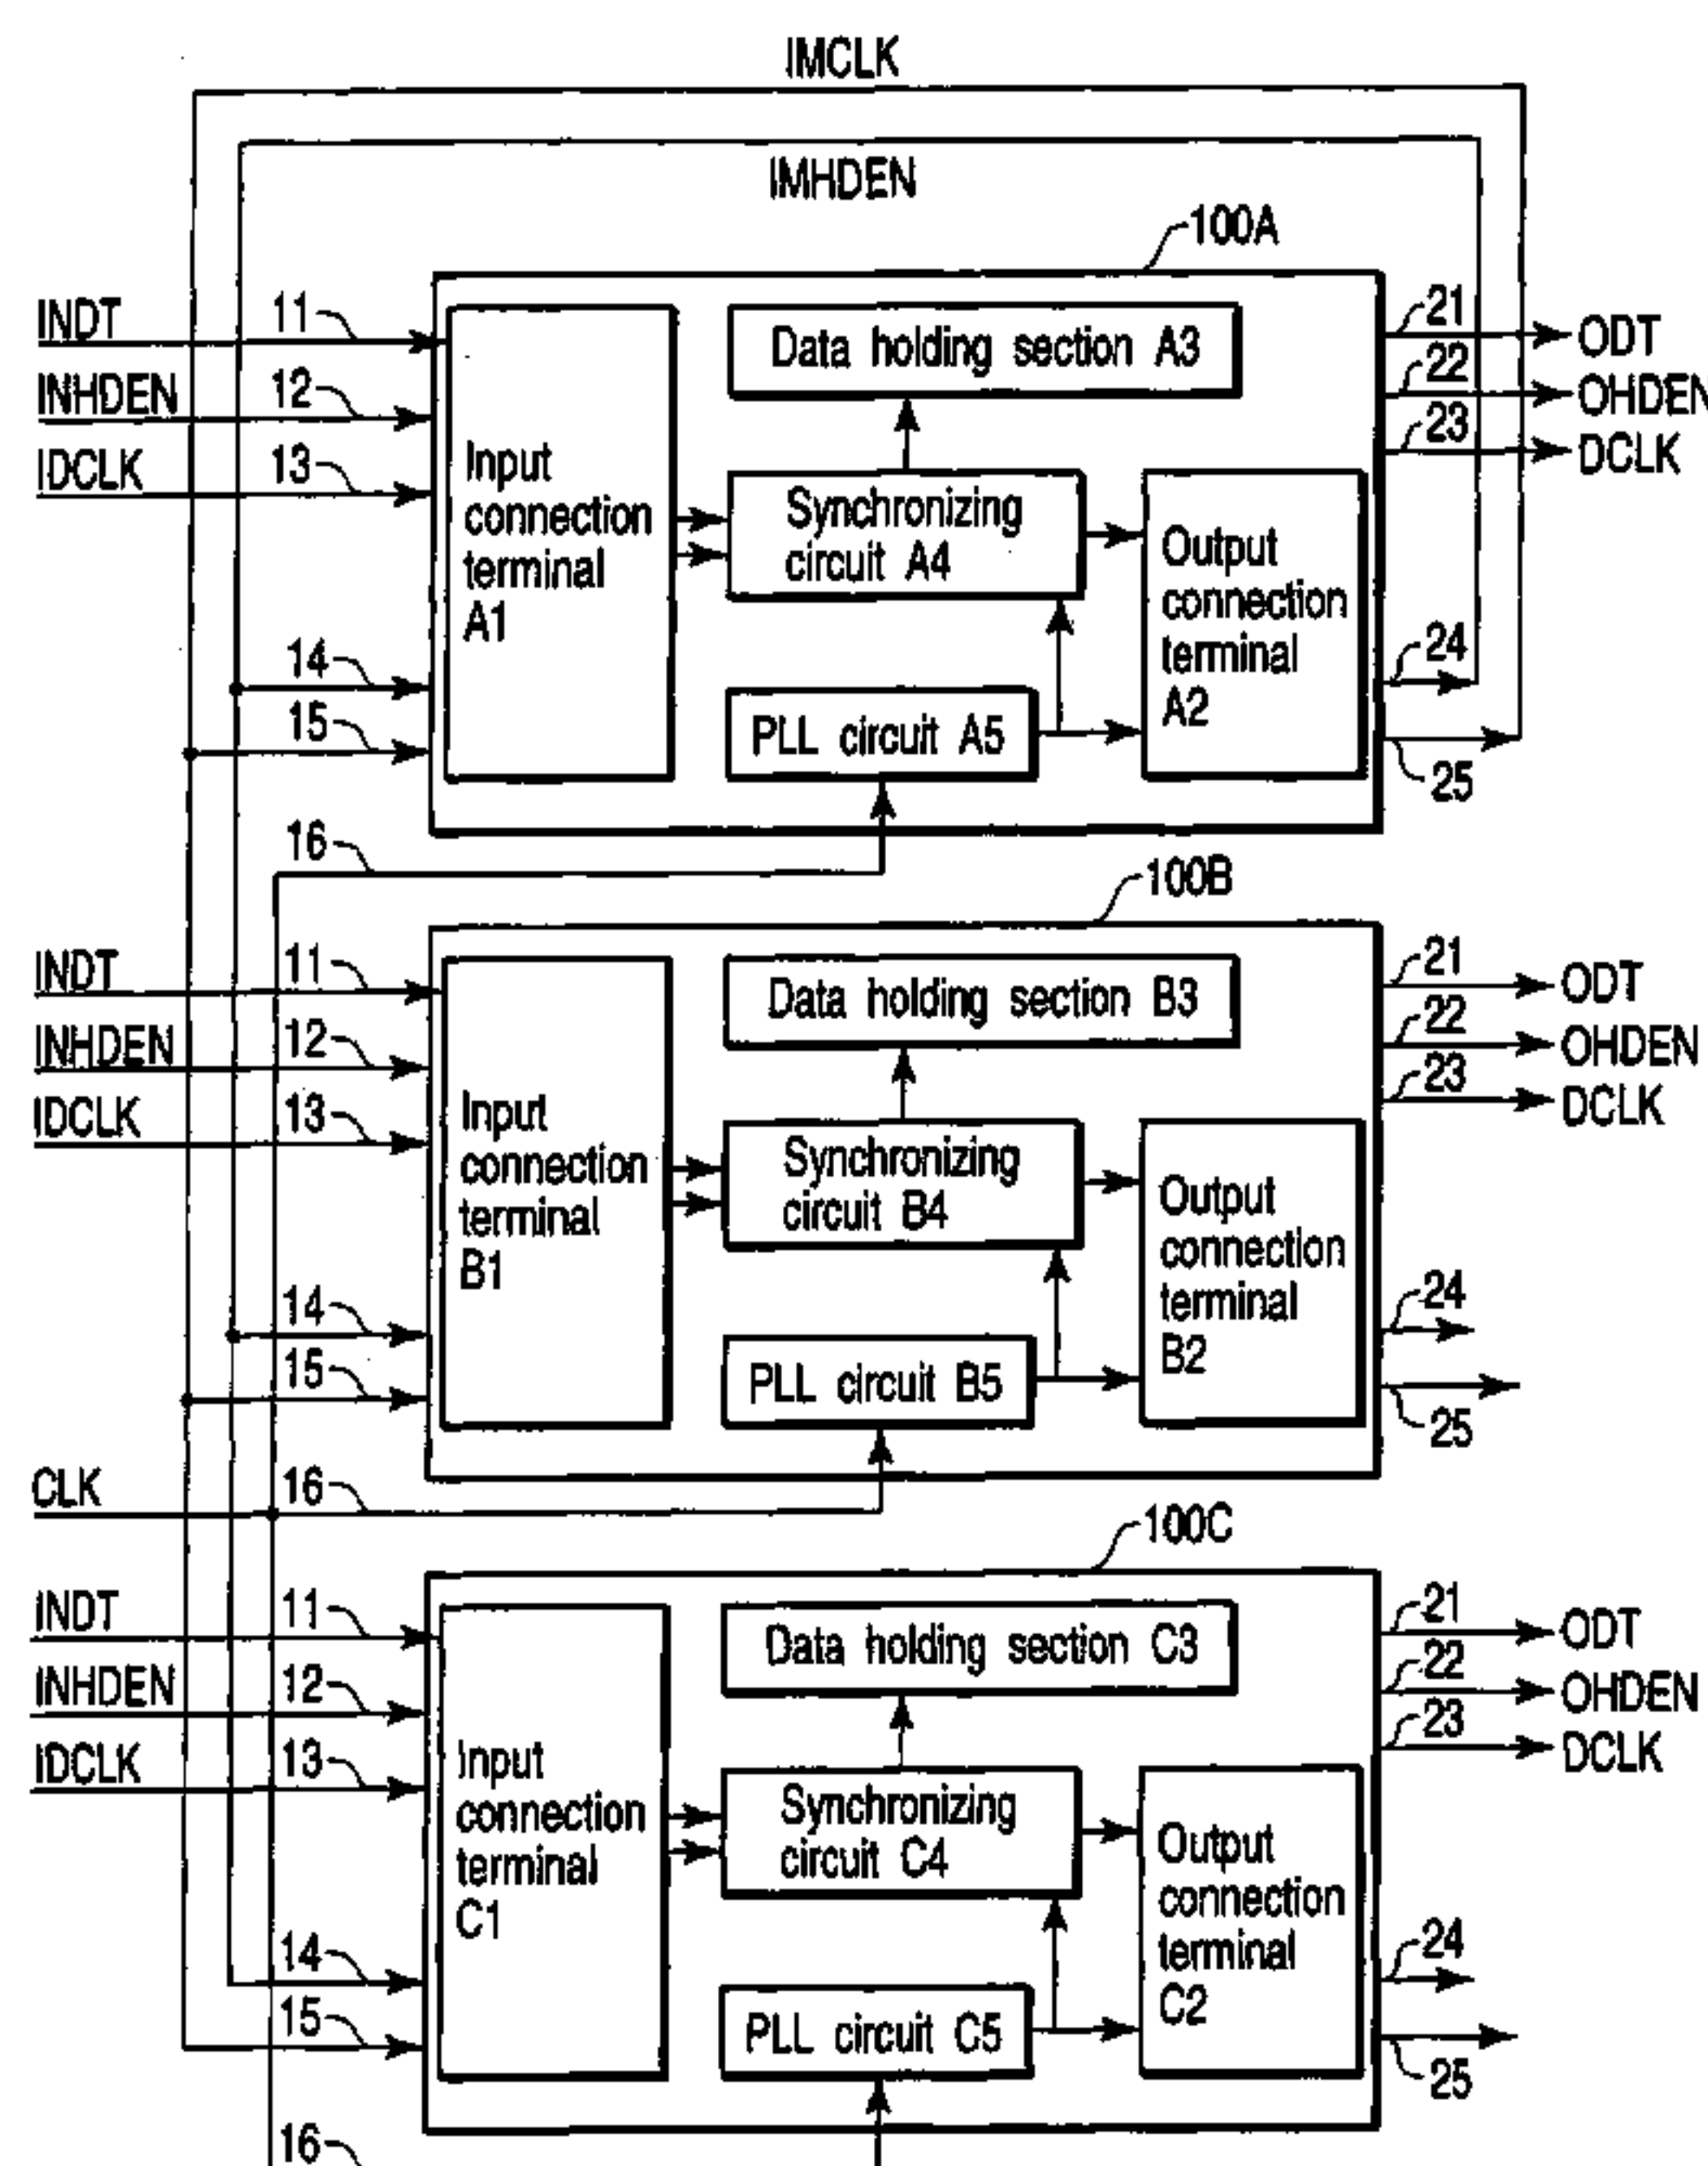 IMCLK
IMHDEN
100A
INDT
11
INHDEN
12
IDCLK
13
14
15
16
Input
connection
terminal
A1
Data holding section A3
Synchronizing
circuit A4
PLL circuit A5
Output
connection
terminal
A2
21
ODT
22
OHDEN
23
DCLK
24
25
100B
INDT
11
INHDEN
12
IDCLK
13
14
15
CLK
16
Input
connection
terminal
B1
Data holding section B3
Synchronizing
circuit B4
PLL circuit B5
Output
connection
terminal
B2
21
ODT
22
OHDEN
23
DCLK
24
25
100C
INDT
11
INHDEN
12
IDCLK
13
14
15
16
Input
connection
terminal
C1
Data holding section C3
Synchronizing
circuit C4
PLL circuit C5
Output
connection
terminal
C2
21
ODT
22
OHDEN
23
DCLK
24
25